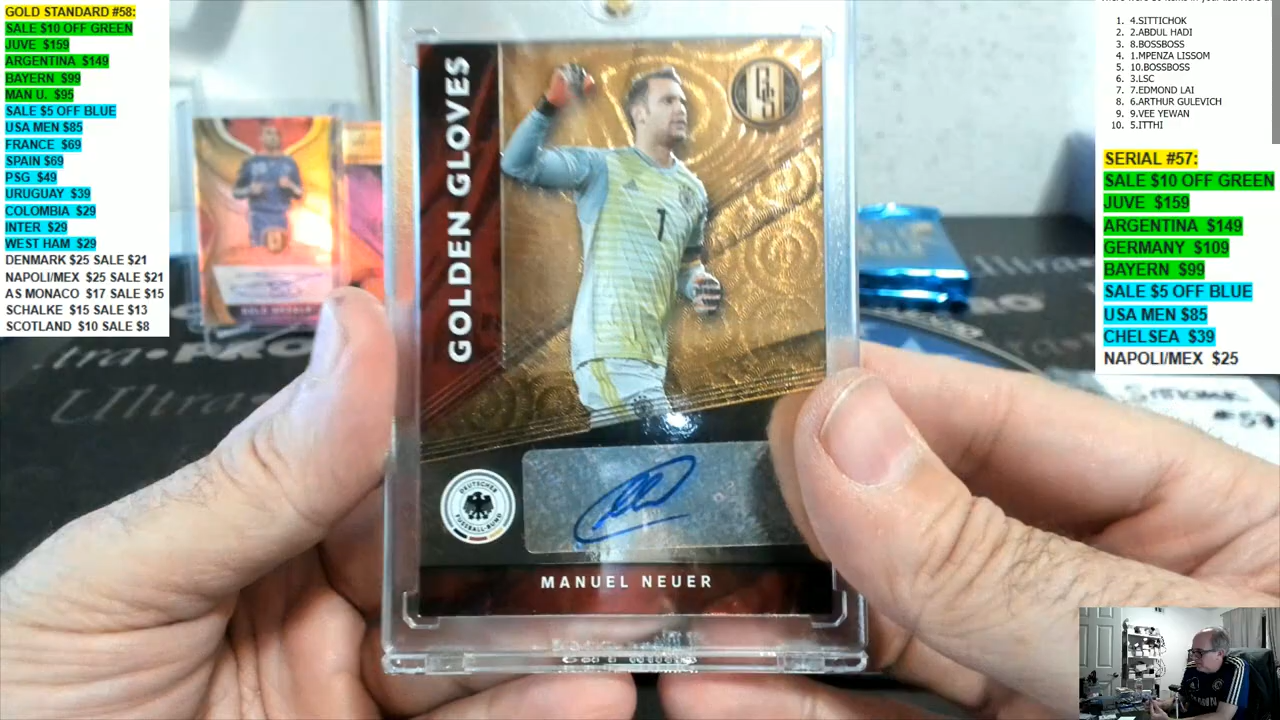 GOLD STANDARD #58:
SALE $10 OFF GREEN
JUVE $159
ARGENTINA $149
BAYERN $99
MAN U. $95
SALE $5 OFF BLUE
USA MEN $85
FRANCE $69
SPAIN $69
PSG $49
URUGUAY $39
COLOMBIA $29
INTER $29
WEST HAM $29
DENMARK $25 SALE $21
NAPOLI/MEX $25 SALE $21
AS MONACO $17 SALE $15
SCHALKE $15 SALE $13
SCOTLAND $10 SALE $8
GOLDEN GLOVES
1
DEUTSCHER
FUSSBALL-BUND
MANUEL NEUER
1. 4.SITTICHOK
2. 2.ABDUL HADI
3. 8.BOSSBOSS
4. 1.MPENZA LISSOM
5. 10.BOSSBOSS
6. 3.LSC
7. 7.EDMOND LAI
8. 6.ARTHUR GULEVICH
9. 9.VEE YEWAN
10. 5.ITTHI
SERIAL #57:
SALE $10 OFF GREEN
JUVE $159
ARGENTINA $149
GERMANY $109
BAYERN $99
SALE $5 OFF BLUE
USA MEN $85
CHELSEA $39
NAPOLI/MEX $25
#57